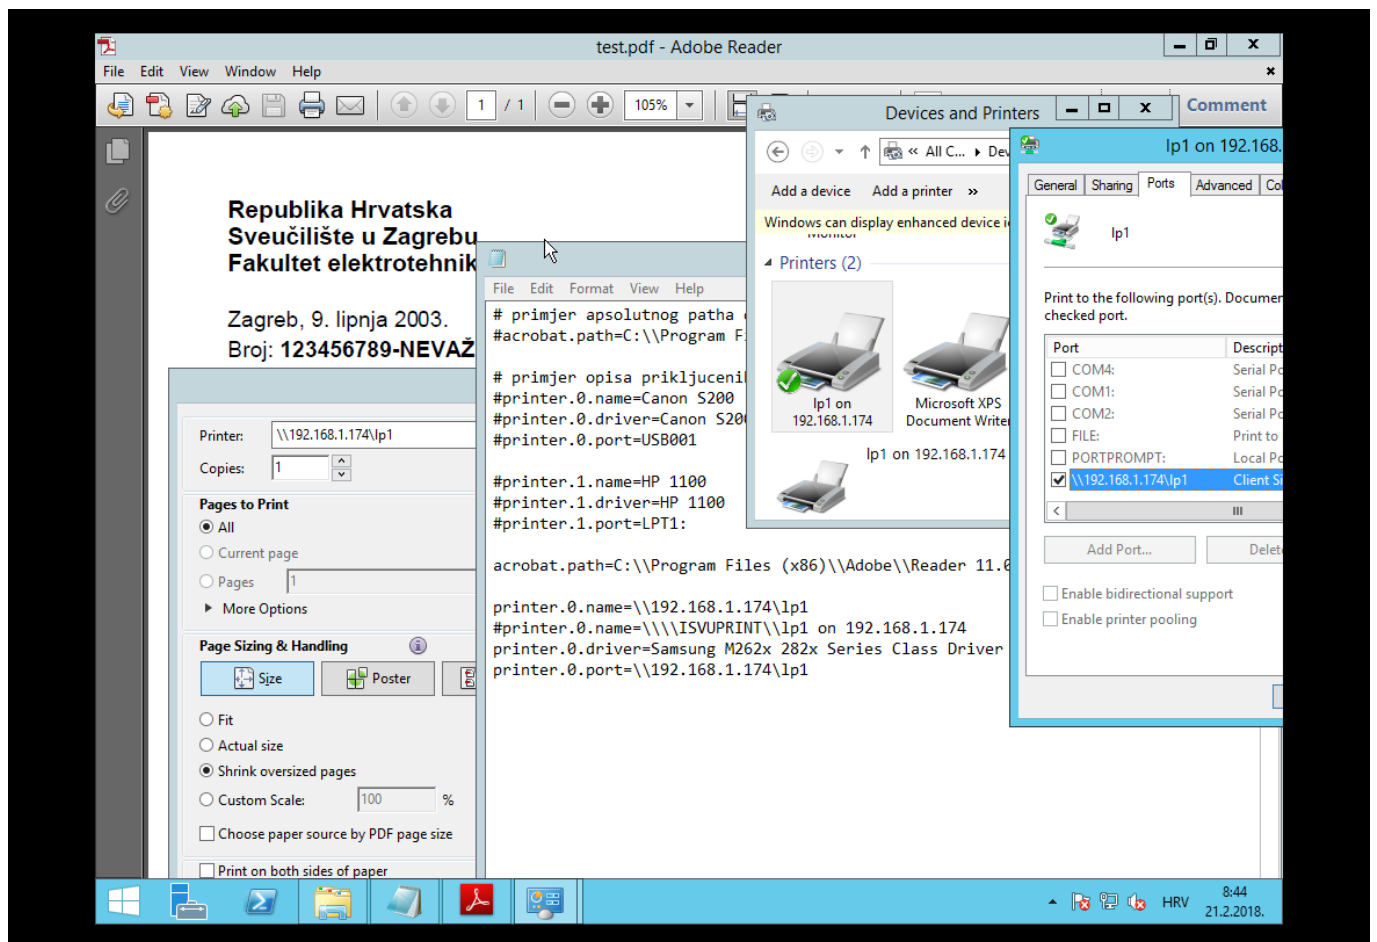 test.pdf - Adobe Reader
File Edit View Window Help
1 / 1
105%
Comment
Republika Hrvatska
Sveučilište u Zagrebu
Fakultet elektrotehnik
Zagreb, 9. lipnja 2003.
Broj: 123456789-NEVAŽ
Printer: \\192.168.1.174\lp1
Copies: 1
Pages to Print
All
Current page
Pages 1
More Options
Page Sizing & Handling
Size Poster
Fit
Actual size
Shrink oversized pages
Custom Scale: 100 %
Choose paper source by PDF page size
Print on both sides of paper
File Edit Format View Help
# primjer apsolutnog patha
#acrobat.path=C:\\Program F
# primjer opisa prikljuceni
#printer.0.name=Canon S200
#printer.0.driver=Canon S20
#printer.0.port=USB001
#printer.1.name=HP 1100
#printer.1.driver=HP 1100
#printer.1.port=LPT1:
acrobat.path=C:\\Program Files (x86)\\Adobe\\Reader 11.0
printer.0.name=\\192.168.1.174\lp1
#printer.0.name=\\\\ISVUPRINT\\lp1 on 192.168.1.174
printer.0.driver=Samsung M262x 282x Series Class Driver
printer.0.port=\\192.168.1.174\lp1
Devices and Printers
« All C... Dev
Add a device Add a printer »
Windows can display enhanced device i
Monitor
Printers (2)
lp1 on
192.168.1.174
Microsoft XPS
Document Writer
lp1 on 192.168.1.174
lp1 on 192.168.
General Sharing Ports Advanced Col
lp1
Print to the following port(s). Documen
checked port.
Port Descript
COM4: Serial Po
COM1: Serial Po
COM2: Serial Po
FILE: Print to
PORTPROMPT: Local Po
\\192.168.1.174\lp1 Client Si
Add Port... Delet
Enable bidirectional support
Enable printer pooling
HRV
8:44
21.2.2018.